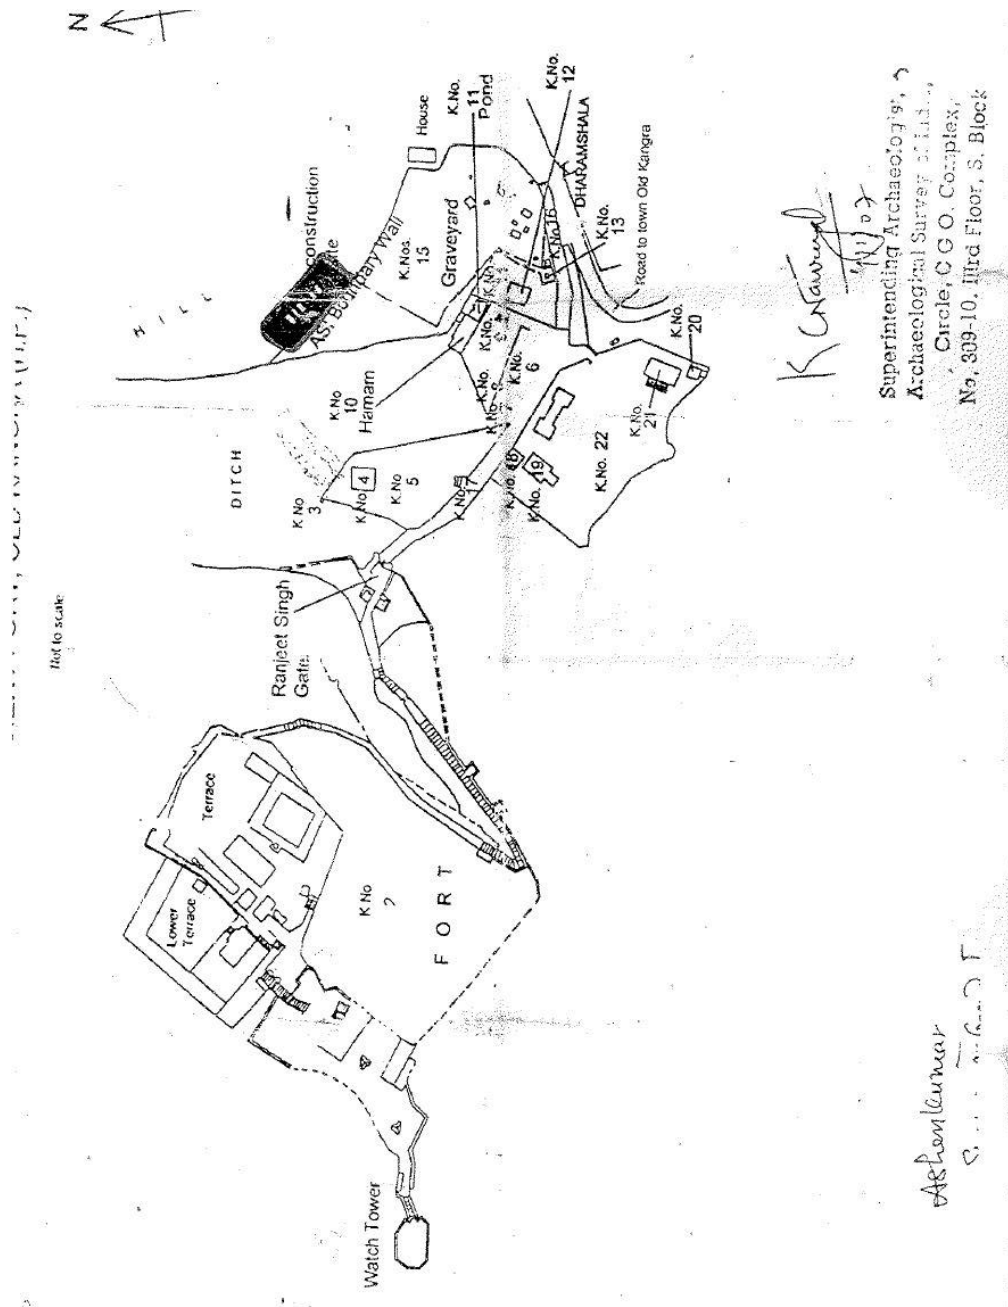 N
Not to scale
HILL
construction
ASI Boundary Wall
House
K.No.
11
Pond
K.No.
12
K.Nos.
15
Graveyard
DHARAMSHALA
K.No.16
K.No.
13
Road to town Old Kangra
K.No.
20
K.No
10
Hamam
K.No.
6
K.No.
21
DITCH
K.No
3
K.No
4
K.No
5
K.No.
17
K.No. 18
K.No. 19
K.No. 22
Ranjeet Singh
Gate.
Terrace
Lower
Terrace
K No
FORT
Watch Tower
Superintending Archaeologist,
Archaeological Survey of
Circle, C G O. Complex,
No. 309-10, IIIrd Floor, S. Block